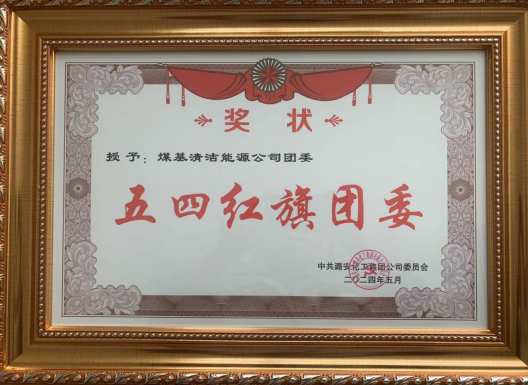 奖状
授予：煤基清洁能源公司团委
五四红旗团委
中共潞安化工集团公司委员会
二〇二四年五月